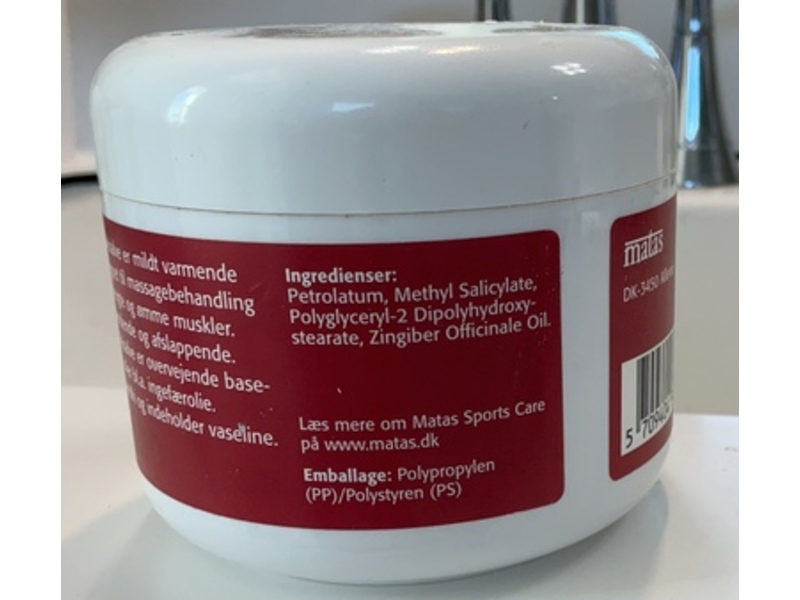 er mildt varmende
til massagebehandling
og ømme muskler.
og afslappende.
er overvejende base-
bl.a. ingefærolie.
og indeholder vaseline.
Ingredienser:
Petrolatum, Methyl Salicylate,
Polyglyceryl-2 Dipolyhydroxy-
stearate, Zingiber Officinale Oil.
Læs mere om Matas Sports Care
på www.matas.dk
Emballage: Polypropylen
(PP)/Polystyren (PS)
matas
DK-3450